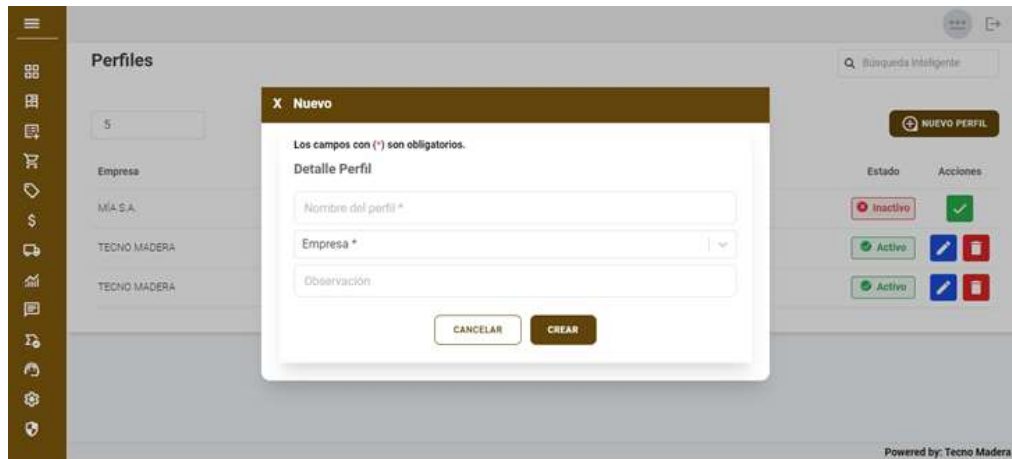 Perfiles
Búsqueda Inteligente
X Nuevo
5
NUEVO PERFIL
Los campos con (*) son obligatorios.
Detalle Perfil
Empresa
Estado
Acciones
Nombre del perfil *
MÍA S.A.
Inactivo
Empresa *
TECNO MADERA
Activo
Observación
TECNO MADERA
Activo
CANCELAR
CREAR
Powered by: Tecno Madera